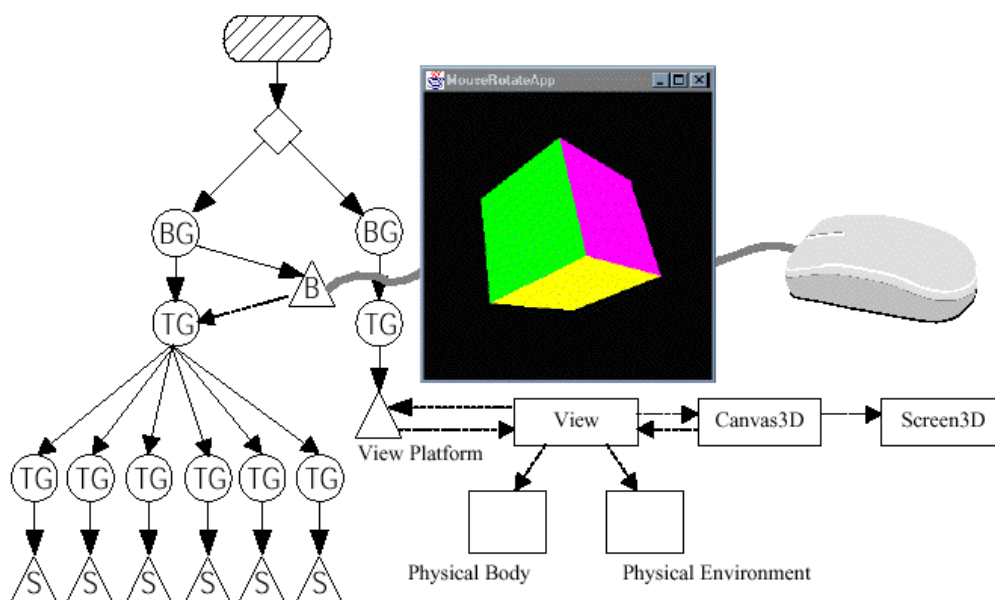 MouseRotateApp
BG
BG
B
TG
TG
View
Canvas3D
Screen3D
View Platform
TG
TG
TG
TG
TG
TG
Physical Body
Physical Environment
S
S
S
S
S
S